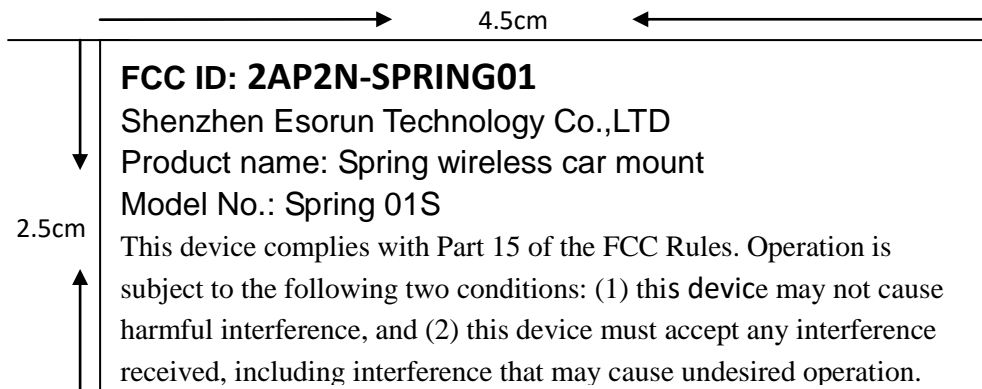 4.5cm
FCC ID: 2AP2N-SPRING01
Shenzhen Esorun Technology Co.,LTD
Product name: Spring wireless car mount
Model No.: Spring 01S
2.5cm
This device complies with Part 15 of the FCC Rules. Operation is
subject to the following two conditions: (1) this device may not cause
harmful interference, and (2) this device must accept any interference
received, including interference that may cause undesired operation.